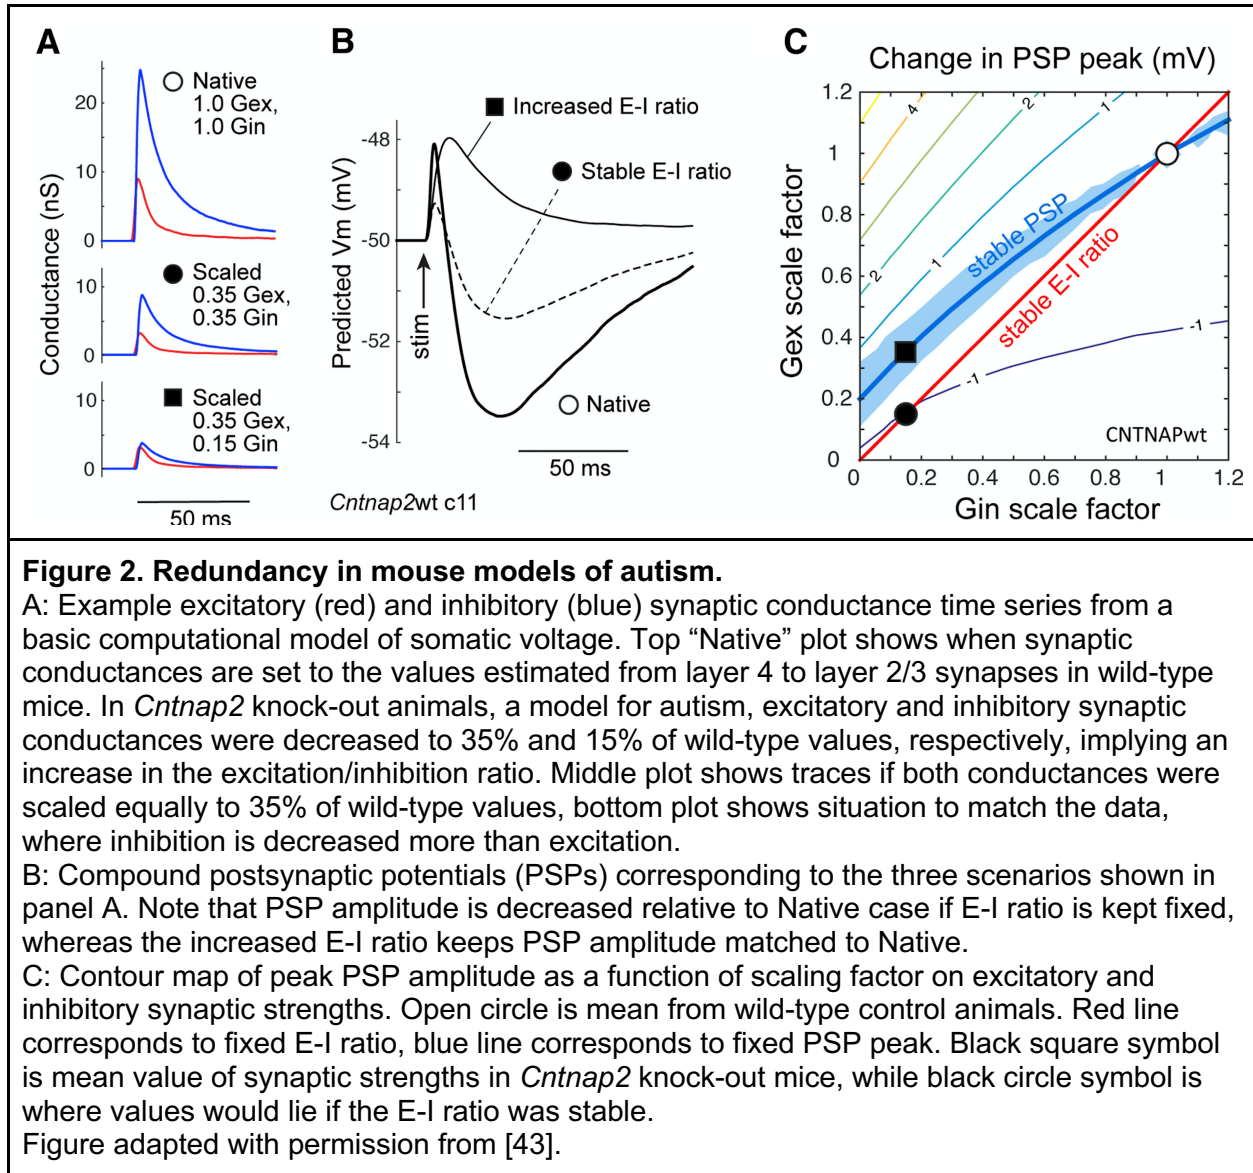 A
B
C
Native
1.0 Gex,
1.0 Gin
20
10
0
Conductance (nS)
Scaled
0.35 Gex,
0.35 Gin
10
0
Scaled
0.35 Gex,
0.15 Gin
10
0
50 ms
Increased E-I ratio
Stable E-I ratio
Native
Predicted Vm (mV)
-48
-50
-52
-54
stim
50 ms
Cntnap2wt c11
Change in PSP peak (mV)
Gex scale factor
1.2
1
0.8
0.6
0.4
0.2
0
4
2
1
2
1
stable PSP
stable E-I ratio
-1
-1
CNTNAPwt
0
0.2
0.4
0.6
0.8
1.0
1.2
Gin scale factor
Figure 2. Redundancy in mouse models of autism.
A: Example excitatory (red) and inhibitory (blue) synaptic conductance time series from a
basic computational model of somatic voltage. Top “Native” plot shows when synaptic
conductances are set to the values estimated from layer 4 to layer 2/3 synapses in wild-type
mice. In Cntnap2 knock-out animals, a model for autism, excitatory and inhibitory synaptic
conductances were decreased to 35% and 15% of wild-type values, respectively, implying an
increase in the excitation/inhibition ratio. Middle plot shows traces if both conductances were
scaled equally to 35% of wild-type values, bottom plot shows situation to match the data,
where inhibition is decreased more than excitation.
B: Compound postsynaptic potentials (PSPs) corresponding to the three scenarios shown in
panel A. Note that PSP amplitude is decreased relative to Native case if E-I ratio is kept fixed,
whereas the increased E-I ratio keeps PSP amplitude matched to Native.
C: Contour map of peak PSP amplitude as a function of scaling factor on excitatory and
inhibitory synaptic strengths. Open circle is mean from wild-type control animals. Red line
corresponds to fixed E-I ratio, blue line corresponds to fixed PSP peak. Black square symbol
is mean value of synaptic strengths in Cntnap2 knock-out mice, while black circle symbol is
where values would lie if the E-I ratio was stable.
Figure adapted with permission from [43].